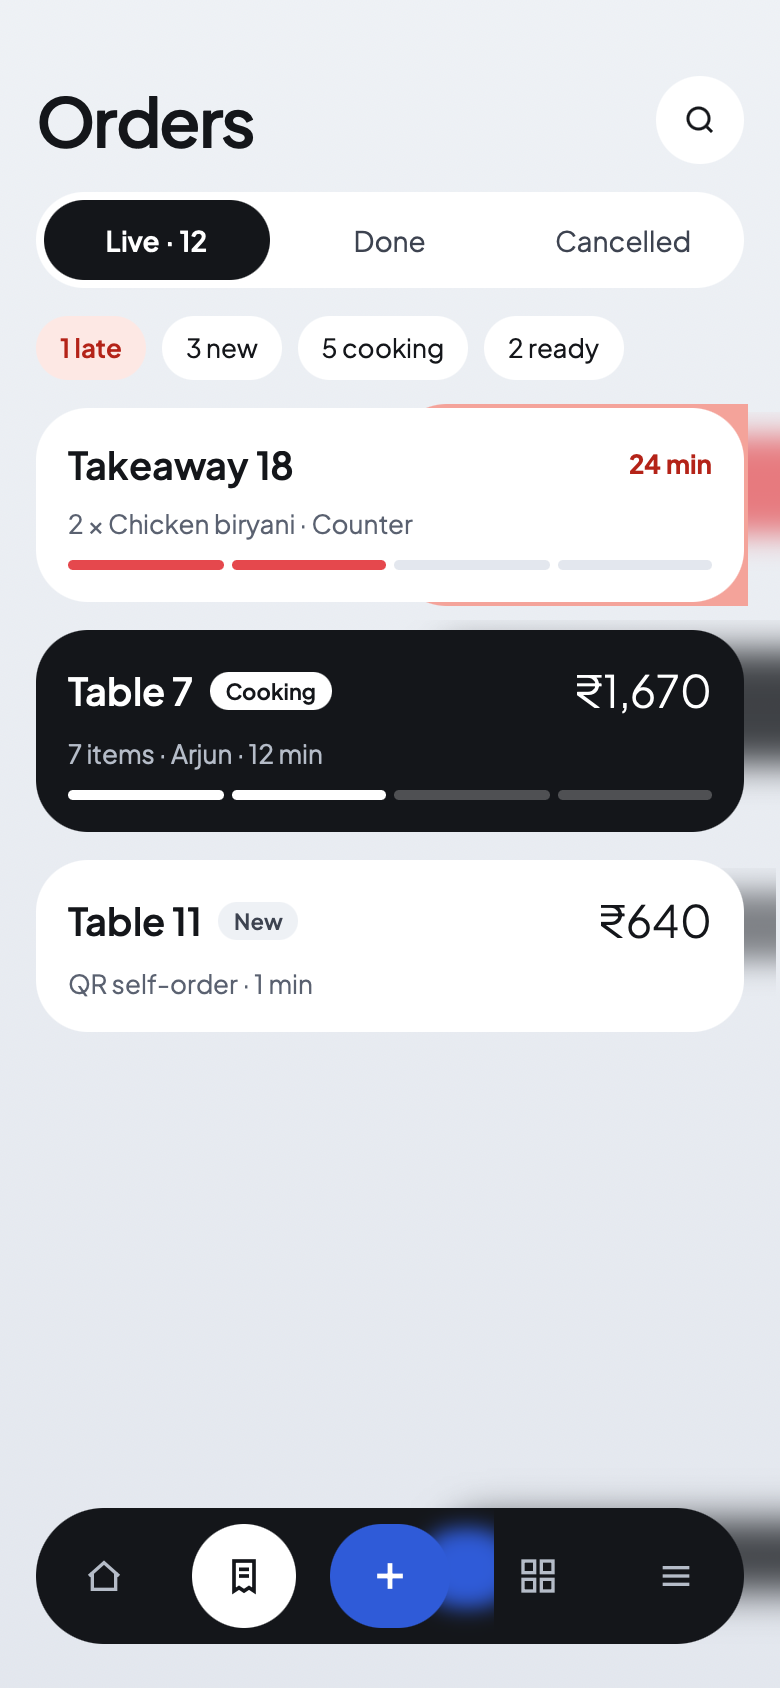 Orders
Live · 12
Done
Cancelled
1 late
3 new
5 cooking
2 ready
Takeaway 18
24 min
2 × Chicken biryani · Counter
Table 7
Cooking
₹1,670
7 items · Arjun · 12 min
Table 11
New
₹640
QR self-order · 1 min